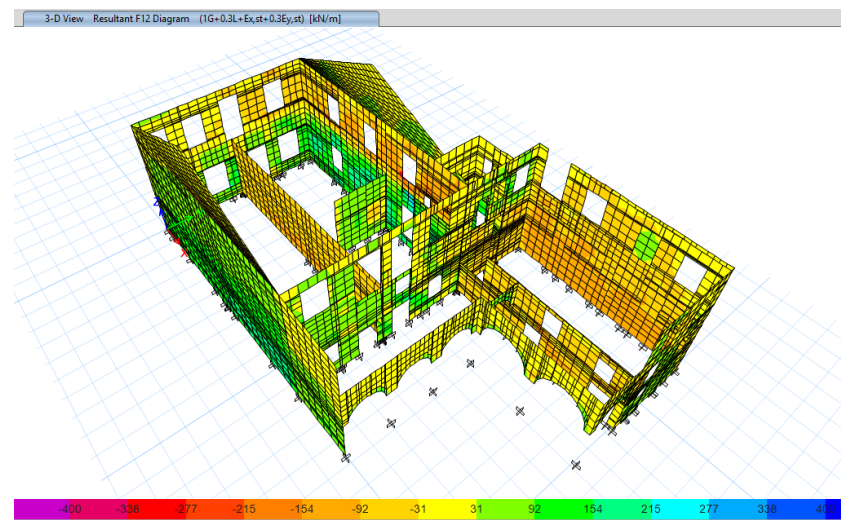 3-D View Resultant F12 Diagram (1G+0.3L+Ex,st+0.3Ey,st) [kN/m]
Z
X
-400 -338 -277 -215 -154 -92 -31 31 92 154 215 277 338 400